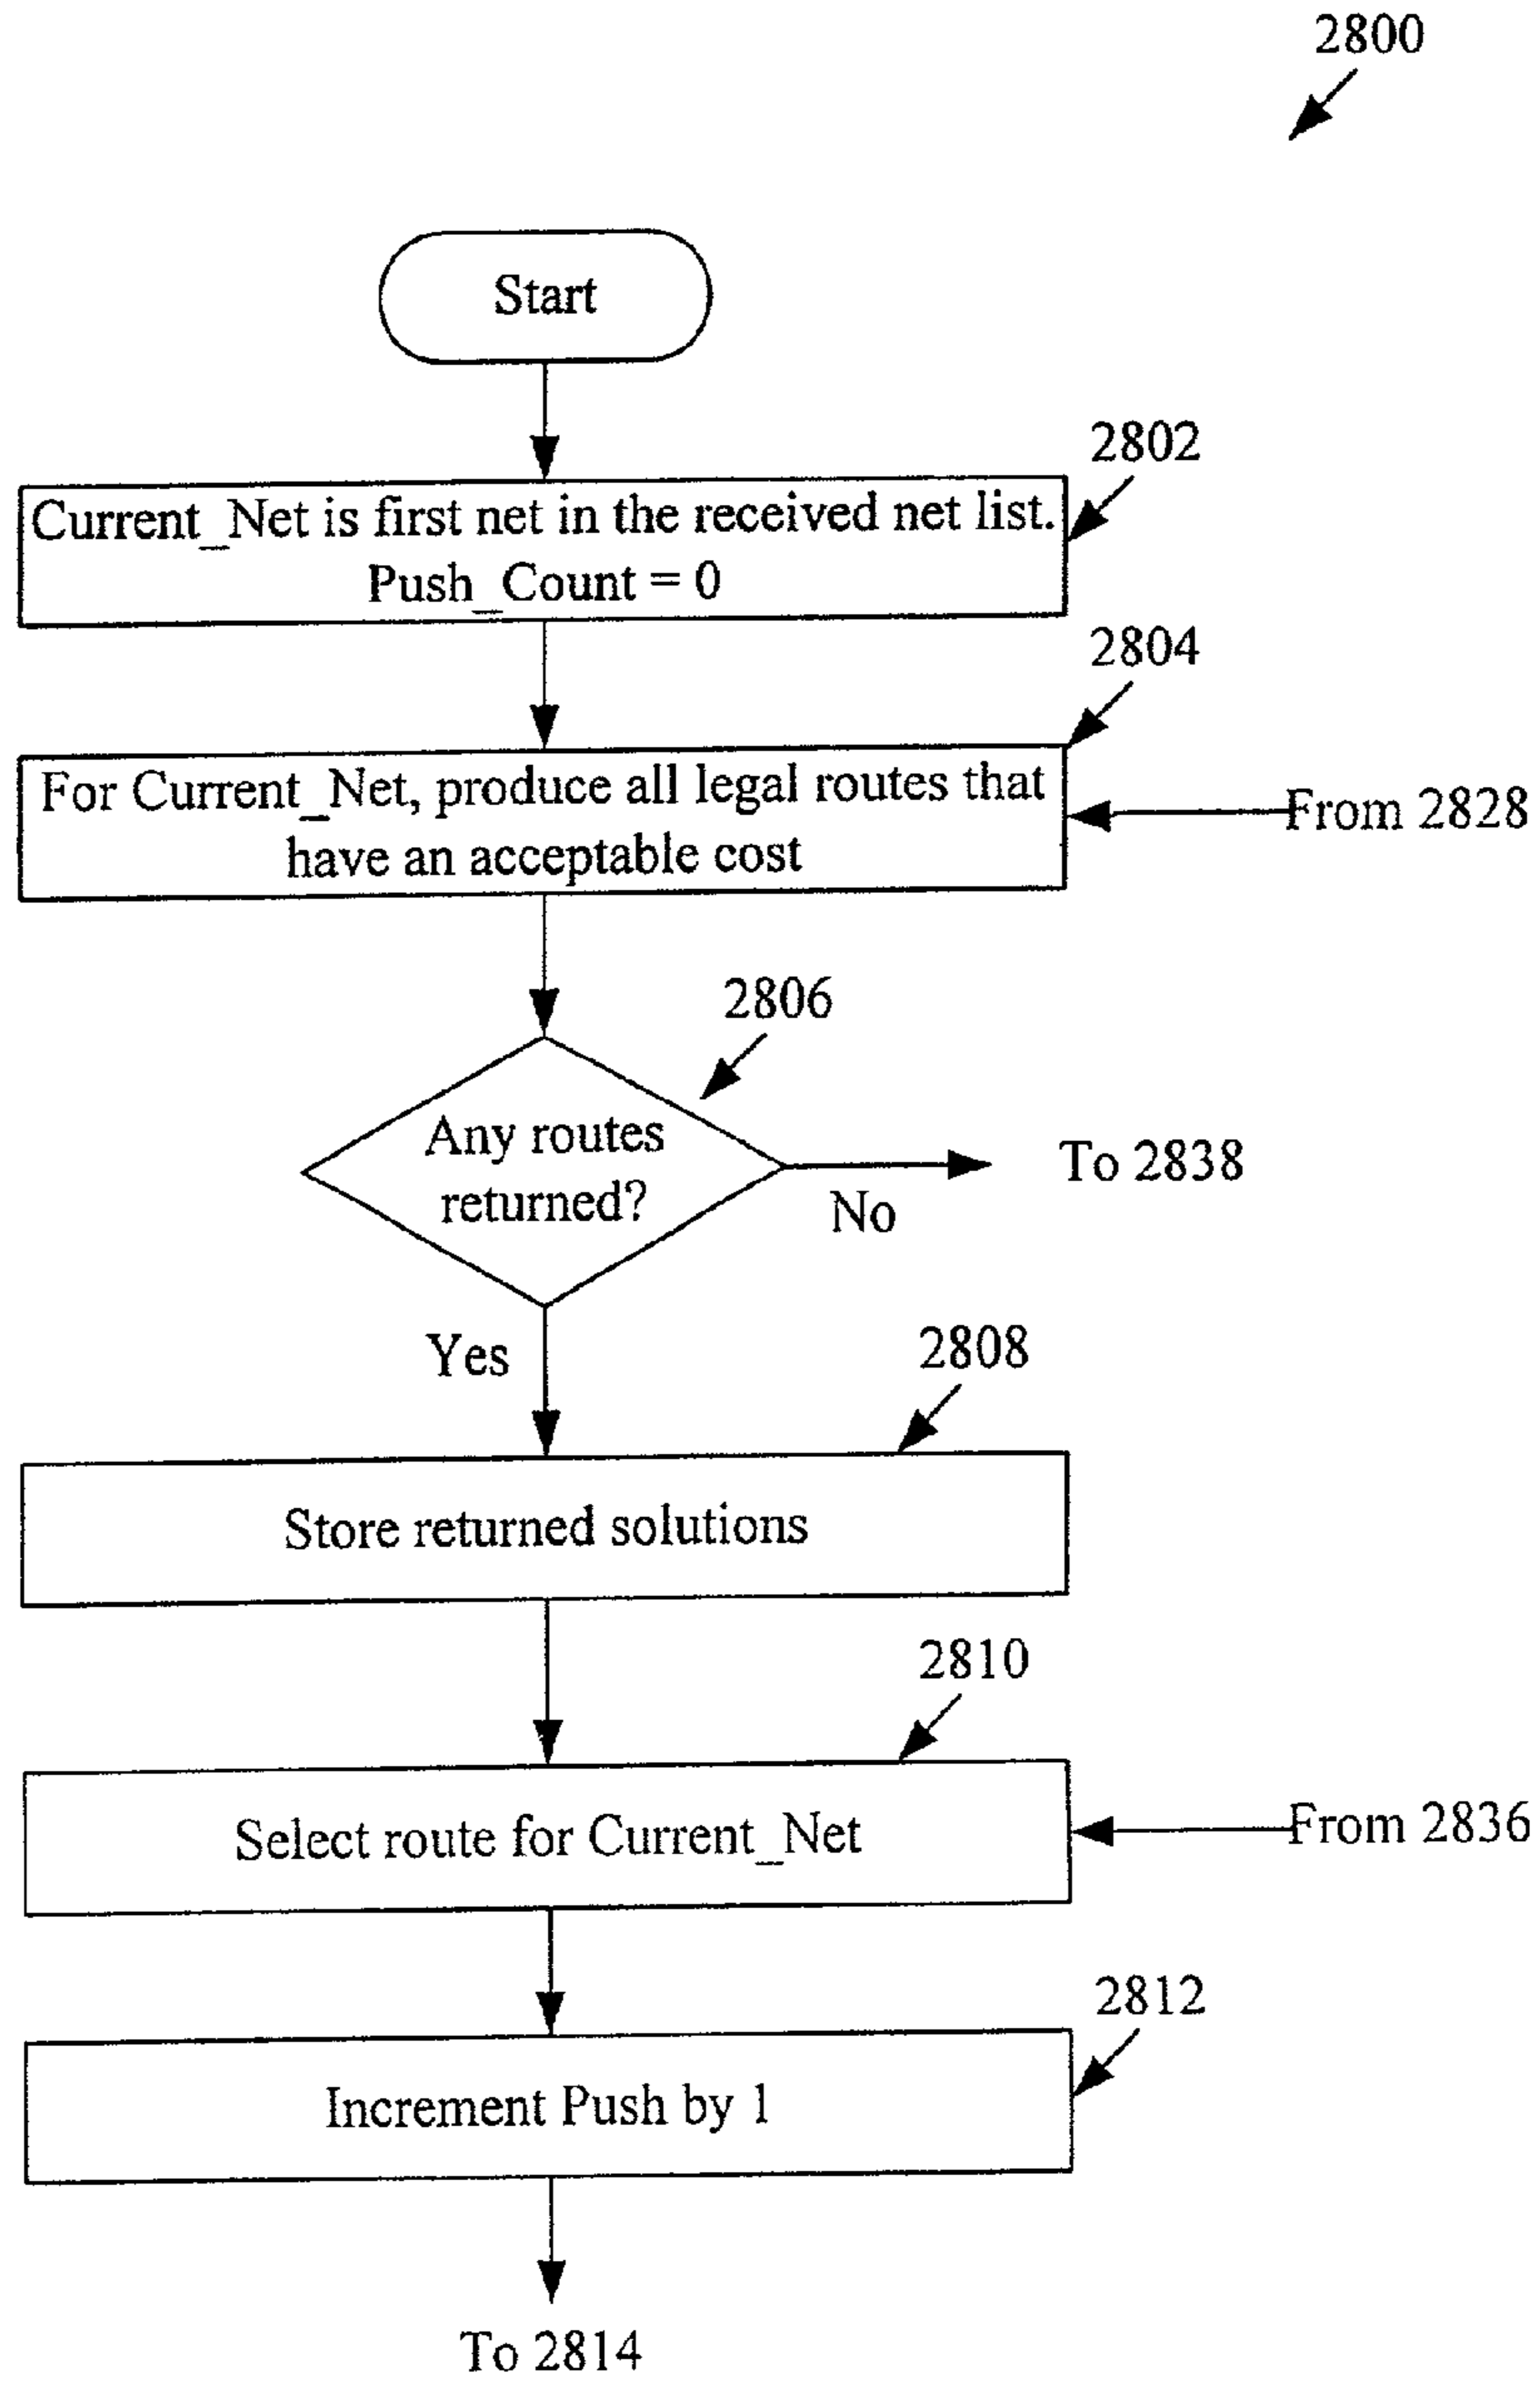 2800
Start
2802
Current_Net is first net in the received net list.
Push_Count = 0
2804
For Current_Net, produce all legal routes that
have an acceptable cost
From 2828
2806
Any routes
returned?
To 2838
No
Yes
2808
Store returned solutions
2810
Select route for Current_Net
From 2836
2812
Increment Push by 1
To 2814